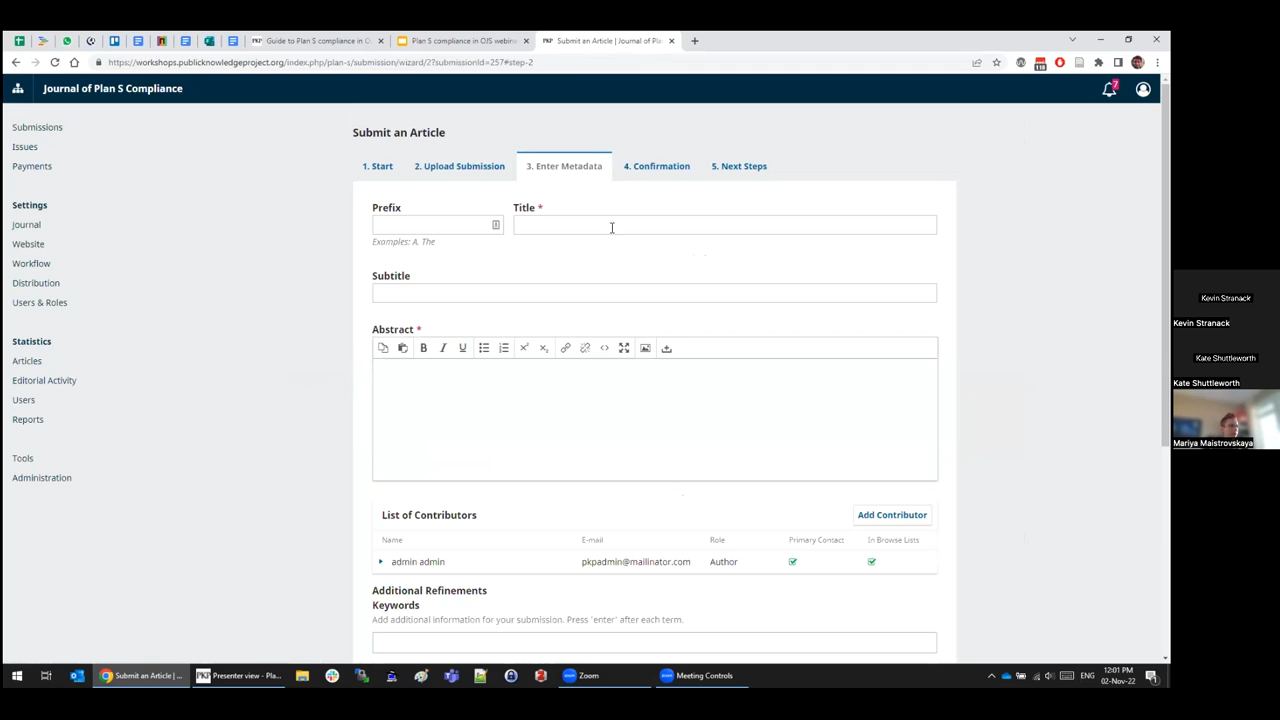 Guide to Plan S compliance in O
Plan S compliance in OJS webina
Submit an Article | Journal of Pla
workshops.publicknowledgeproject.org/index.php/plan-s/submission/wizard/2?submissionId=257#step-2
Journal of Plan S Compliance
7
Submissions
Issues
Payments
Settings
Journal
Website
Workflow
Distribution
Users & Roles
Statistics
Articles
Editorial Activity
Users
Reports
Tools
Administration
Submit an Article
1. Start 2. Upload Submission 3. Enter Metadata 4. Confirmation 5. Next Steps
Prefix Title *
Examples: A, The
Subtitle
Abstract *
List of Contributors Add Contributor
Name E-mail Role Primary Contact In Browse Lists
admin admin pkpadmin@mailinator.com Author
Additional Refinements
Keywords
Add additional information for your submission. Press 'enter' after each term.
Kevin Stranack
Kevin Stranack
Kate Shuttleworth
Kate Shuttleworth
Mariya Maistrovskaya
Submit an Article | ... Presenter view - Pla... Zoom Meeting Controls
ENG
12:01 PM
02-Nov-22